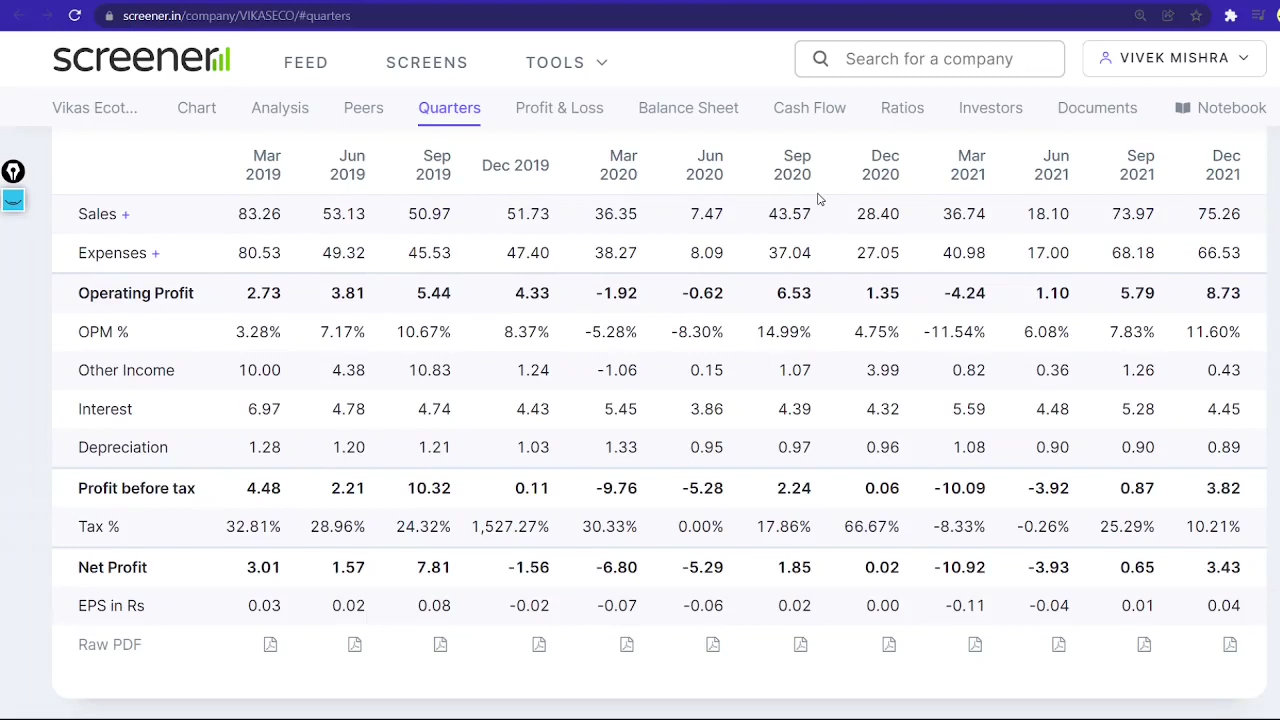 screener.in/company/VIKASECO/#quarters
screener FEED SCREENS TOOLS Search for a company VIVEK MISHRA
Vikas Ecot... Chart Analysis Peers Quarters Profit & Loss Balance Sheet Cash Flow Ratios Investors Documents Notebook
Mar 2019 Jun 2019 Sep 2019 Dec 2019 Mar 2020 Jun 2020 Sep 2020 Dec 2020 Mar 2021 Jun 2021 Sep 2021 Dec 2021
Sales + 83.26 53.13 50.97 51.73 36.35 7.47 43.57 28.40 36.74 18.10 73.97 75.26
Expenses + 80.53 49.32 45.53 47.40 38.27 8.09 37.04 27.05 40.98 17.00 68.18 66.53
Operating Profit 2.73 3.81 5.44 4.33 -1.92 -0.62 6.53 1.35 -4.24 1.10 5.79 8.73
OPM % 3.28% 7.17% 10.67% 8.37% -5.28% -8.30% 14.99% 4.75% -11.54% 6.08% 7.83% 11.60%
Other Income 10.00 4.38 10.83 1.24 -1.06 0.15 1.07 3.99 0.82 0.36 1.26 0.43
Interest 6.97 4.78 4.74 4.43 5.45 3.86 4.39 4.32 5.59 4.48 5.28 4.45
Depreciation 1.28 1.20 1.21 1.03 1.33 0.95 0.97 0.96 1.08 0.90 0.90 0.89
Profit before tax 4.48 2.21 10.32 0.11 -9.76 -5.28 2.24 0.06 -10.09 -3.92 0.87 3.82
Tax % 32.81% 28.96% 24.32% 1,527.27% 30.33% 0.00% 17.86% 66.67% -8.33% -0.26% 25.29% 10.21%
Net Profit 3.01 1.57 7.81 -1.56 -6.80 -5.29 1.85 0.02 -10.92 -3.93 0.65 3.43
EPS in Rs 0.03 0.02 0.08 -0.02 -0.07 -0.06 0.02 0.00 -0.11 -0.04 0.01 0.04
Raw PDF